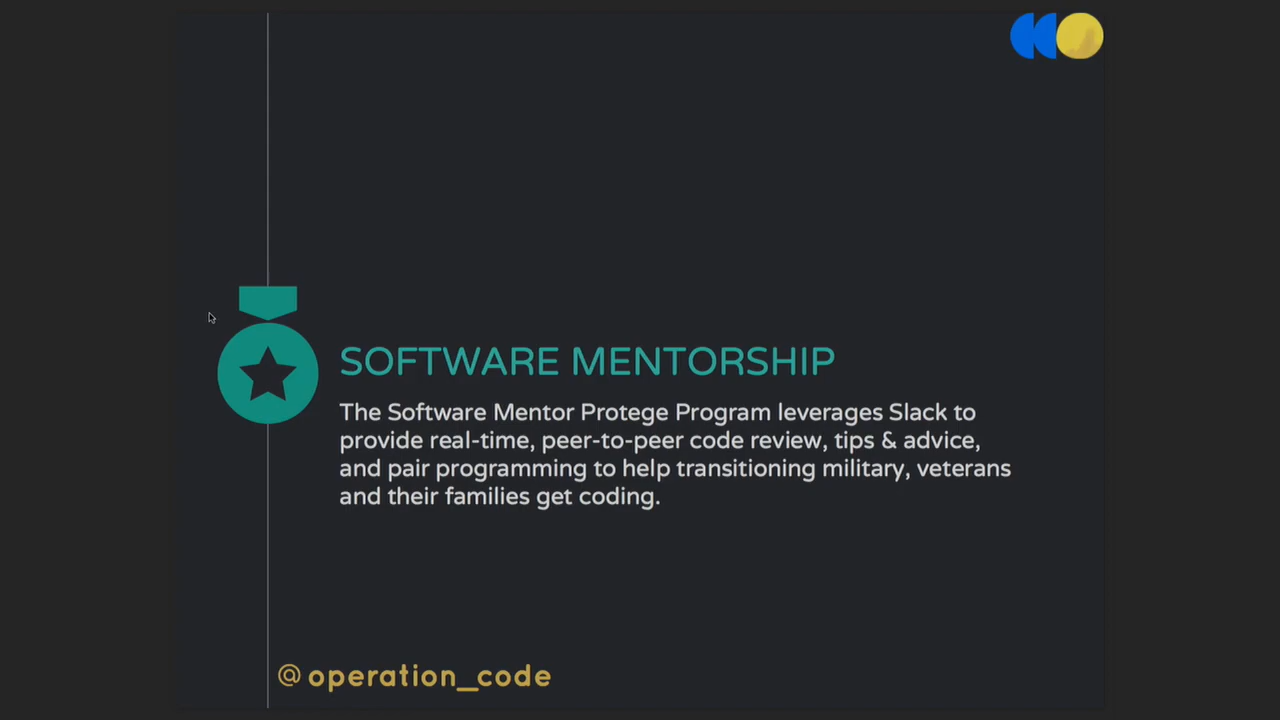 SOFTWARE MENTORSHIP
The Software Mentor Protege Program leverages Slack to
provide real-time, peer-to-peer code review, tips & advice,
and pair programming to help transitioning military, veterans
and their families get coding.
@operation_code